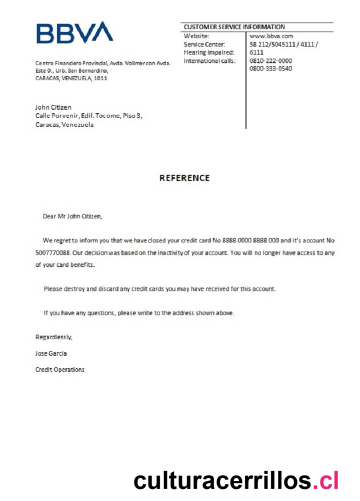 BBVA
CUSTOMER SERVICE INFORMATION
Website: www.bbva.com
Service Center: 58 212/5045111 / 4111 /
Hearing Impaired: 6111
International calls: 0810-222-0000
0800-333-0540
Centro Financiero Provincial, Avda. Vollmer con Avda.
Este 0., Urb. San Bernardino,
CARACAS, VENEZUELA, 1011
John Citizen
Calle Porvenir, Edif. Tocome, Piso 3,
Caracas, Venezuela
REFERENCE
Dear Mr John Citizen,
We regret to inform you that we have closed your credit card No 8888 0000 8888 000 and it's account No
5007770088. Our decision was based on the inactivity of your account. You will no longer have access to any
of your card benefits.
Please destroy and discard any credit cards you may have received for this account.
If you have any questions, please write to the address shown above.
Regardlessly,
Jose Garcia
Credit Operations
culturacerrillos.cl